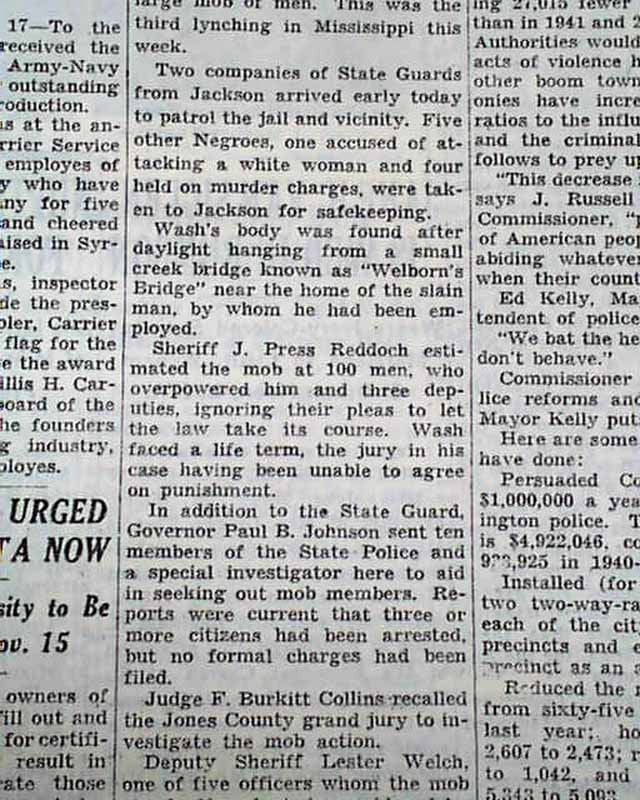 17—To the
received the
Army-Navy
outstanding
roduction.
as at the an-
rrier Service
employes of
y who have
any for five
and cheered
aised in Syr-
e.
s, inspector
de the pres-
oler, Carrier
flag for the
e the award
illis H. Car-
board of the
he founders
g industry,
ployes.
URGED
TA NOW
sity to Be
ov. 15
owners of
fill out and
for certifi-
result in
rate those
large mob of men. This was the
third lynching in Mississippi this
week.
Two companies of State Guards
from Jackson arrived early today
to patrol the jail and vicinity. Five
other Negroes, one accused of at-
tacking a white woman and four
held on murder charges, were tak-
en to Jackson for safekeeping.
Wash's body was found after
daylight hanging from a small
creek bridge known as "Welborn's
Bridge" near the home of the slain
man, by whom he had been em-
ployed.
Sheriff J. Press Reddoch esti-
mated the mob at 100 men, who
overpowered him and three dep-
uties, ignoring their pleas to let
the law take its course. Wash
faced a life term, the jury in his
case having been unable to agree
on punishment.
In addition to the State Guard,
Governor Paul B. Johnson sent ten
members of the State Police and
a special investigator here to aid
in seeking out mob members. Re-
ports were current that three or
more citizens had been arrested,
but no formal charges had been
filed.
Judge F. Burkitt Collins recalled
the Jones County grand jury to in-
vestigate the mob action.
Deputy Sheriff Lester Welch,
one of five officers whom the mob
ing 27,015 fewer
than in 1941 and 2
Authorities would
acts of violence h
other boom town
onies have incre
ratios to the influ
and the criminal
follows to prey up
"This decrease i
says J. Russell
Commissioner, "
of American peop
abiding whatever
when their count
Ed Kelly, Ma
tendent of police
"We bat the he
don't behave."
Commissioner
lice reforms and
Mayor Kelly put
Here are some
have done:
Persuaded Co
$1,000,000 a yea
ington police. T
is $4,922,046, co
925 in 1940-
Installed (for
two two-way-ra
each of the city
precincts and e
precinct as an a
Reduced the
from sixty-five
last year; ho
2,607 to 2,473; r
to 1,042, and
5,343 to 5,093